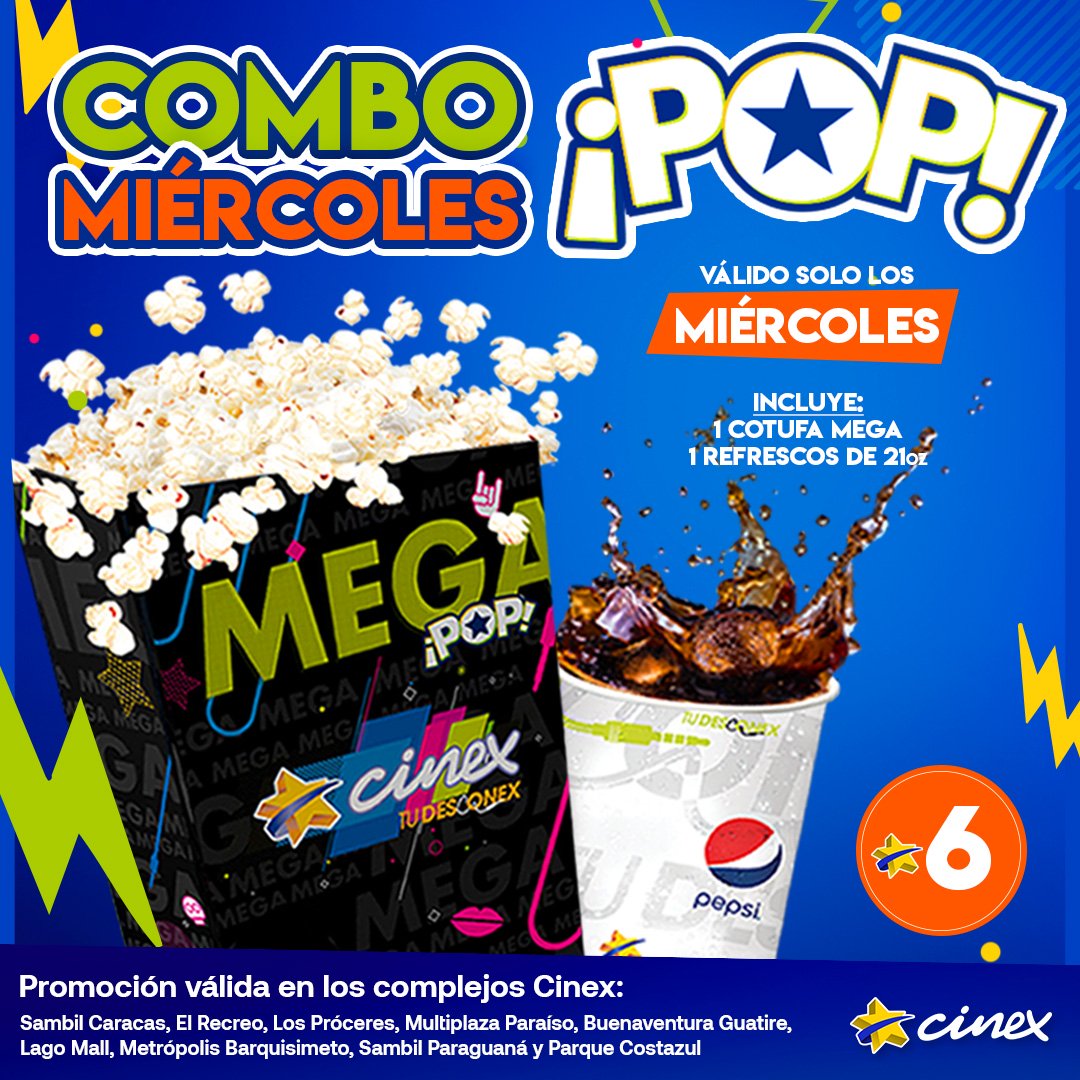 COMBO
MIÉRCOLES
¡POP!
VÁLIDO SOLO LOS
MIÉRCOLES
INCLUYE:
1 COTUFA MEGA
1 REFRESCOS DE 21oz
MEGA
¡POP!
cinex
TU DESCONEX
TU DESCONEX
pepsi
6
Promoción válida en los complejos Cinex:
Sambil Caracas, El Recreo, Los Próceres, Multiplaza Paraíso, Buenaventura Guatire,
Lago Mall, Metrópolis Barquisimeto, Sambil Paraguaná y Parque Costazul
cinex